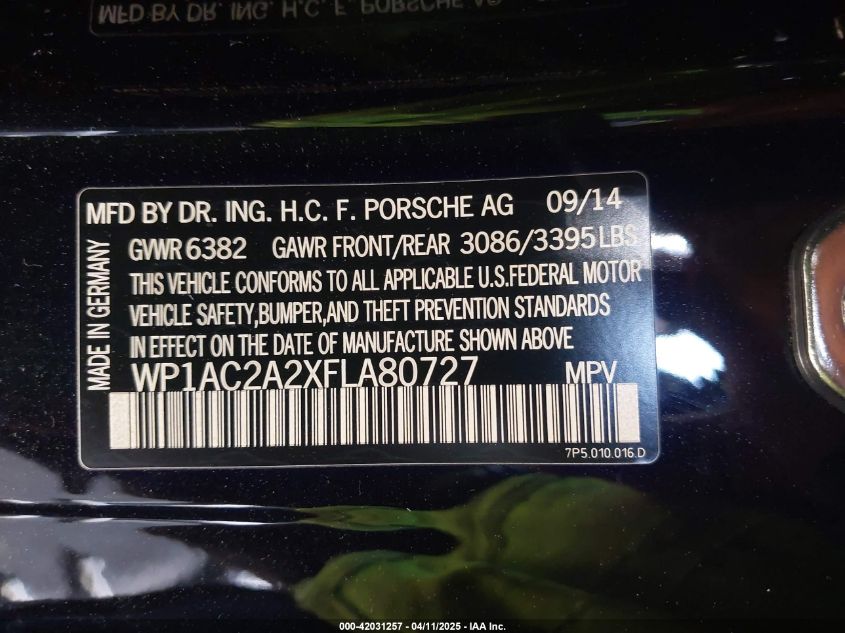 MFD BY DR. ING. H.C. F. PORSCHE AG
MFD BY DR. ING. H.C. F. PORSCHE AG 09/14
MADE IN GERMANY
GVWR 6382 GAWR FRONT/REAR 3086/3395 LBS
THIS VEHICLE CONFORMS TO ALL APPLICABLE U.S.FEDERAL MOTOR
VEHICLE SAFETY,BUMPER,AND THEFT PREVENTION STANDARDS
IN EFFECT ON THE DATE OF MANUFACTURE SHOWN ABOVE
WP1AC2A2XFLA80727 MPV
7P5.010.016.D
000-42031257 - 04/11/2025 - IAA Inc.